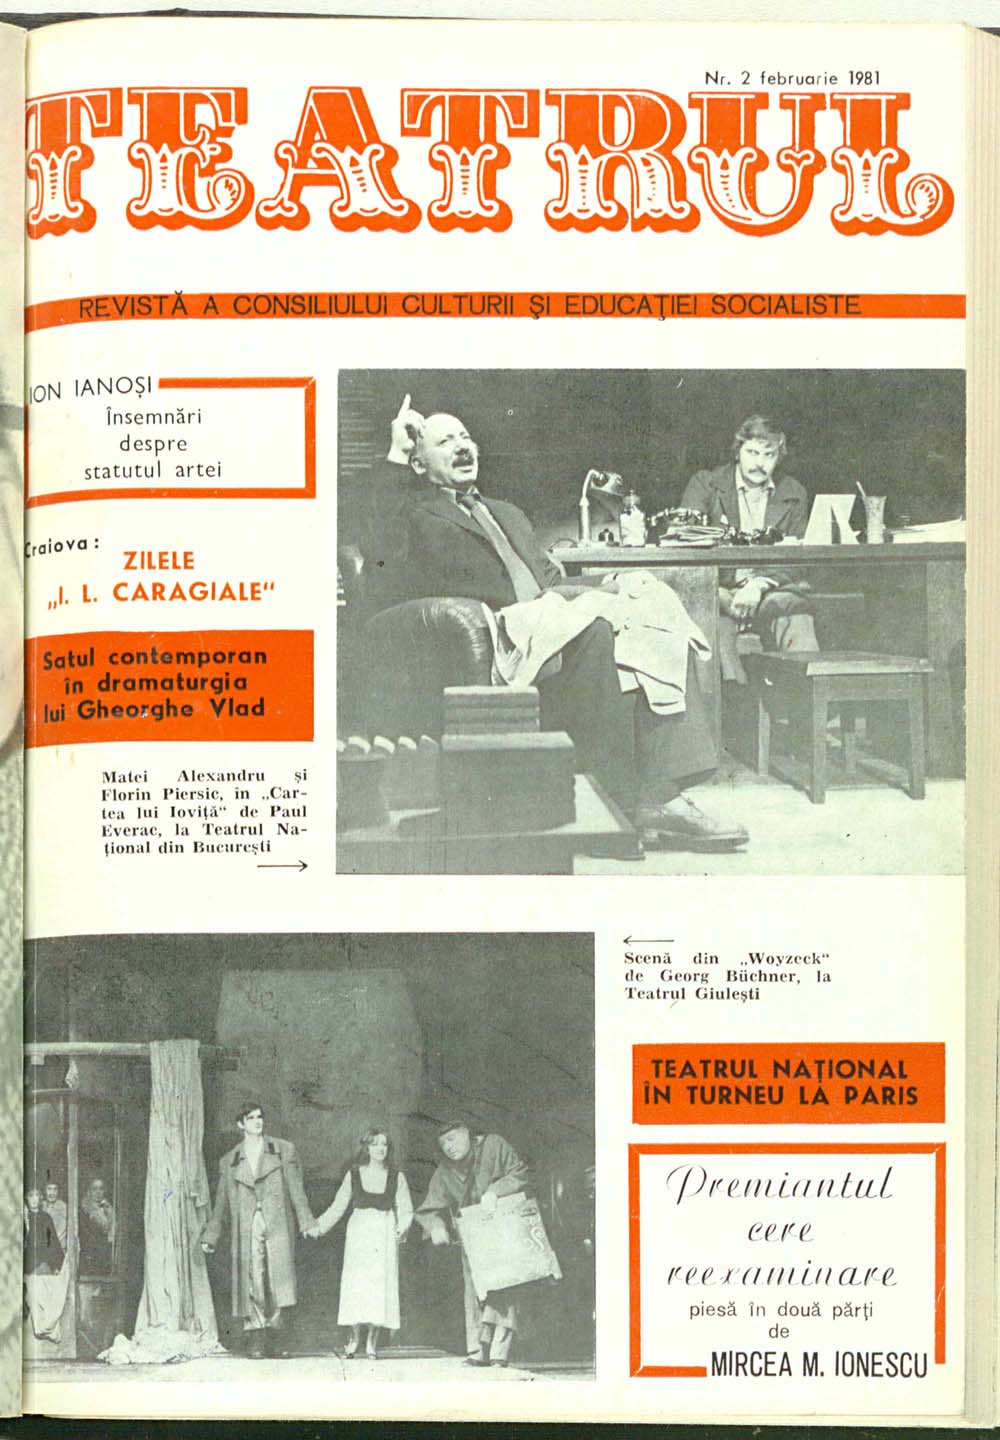 Nr. 2 februarie 1981
TEATRUL
REVISTĂ A CONSILIULUI CULTURII ŞI EDUCAŢIEI SOCIALISTE
ION IANOŞI
Însemnări
despre
statutul artei
Craiova :
ZILELE
„I. L. CARAGIALE“
Satul contemporan
în dramaturgia
lui Gheorghe Vlad
Matei Alexandru şi
Florin Piersic, în „Car-
tea lui Ioviţă“ de Paul
Everac, la Teatrul Na-
ţional din Bucureşti
Scenă din „Woyzeck“
de Georg Büchner, la
Teatrul Giuleşti
TEATRUL NAŢIONAL
ÎN TURNEU LA PARIS
Premiantul
cere
reexaminare
piesă în două părţi
de
MIRCEA M. IONESCU